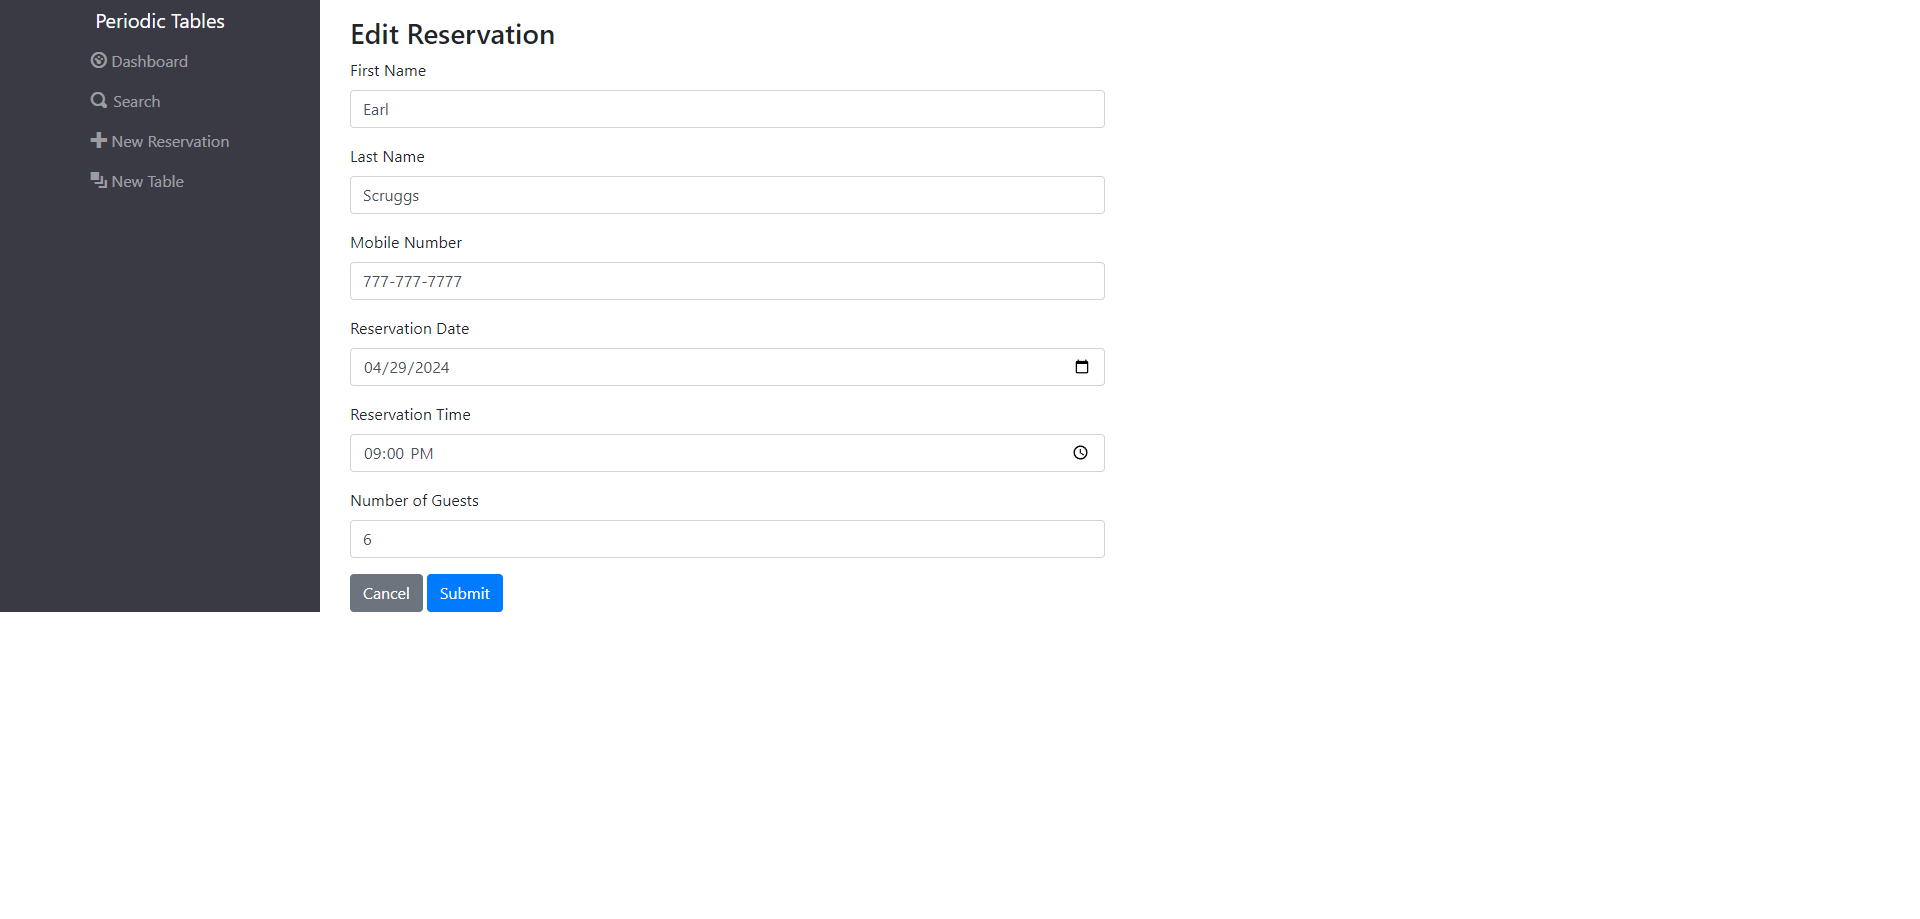 Periodic Tables
Dashboard
Search
New Reservation
New Table
Edit Reservation
First Name
Earl
Last Name
Scruggs
Mobile Number
777-777-7777
Reservation Date
04/29/2024
Reservation Time
09:00 PM
Number of Guests
6
Cancel Submit